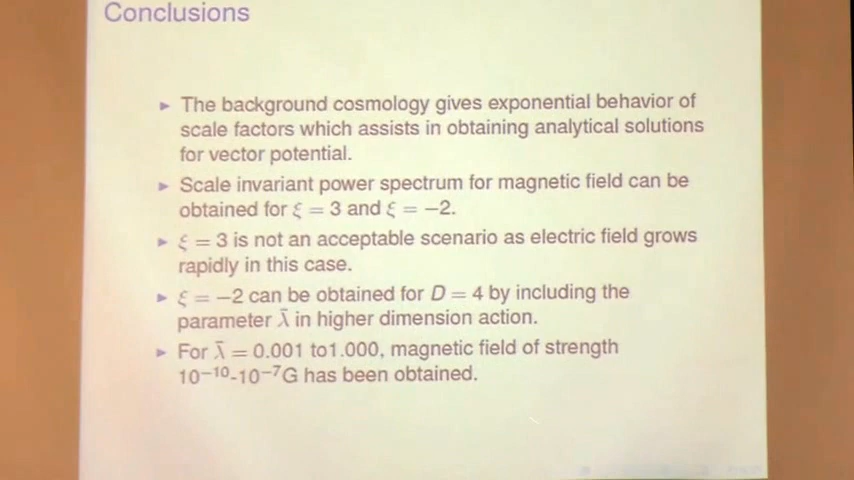 Conclusions
► The background cosmology gives exponential behavior of
scale factors which assists in obtaining analytical solutions
for vector potential.
► Scale invariant power spectrum for magnetic field can be
obtained for ξ = 3 and ξ = −2.
► ξ = 3 is not an acceptable scenario as electric field grows
rapidly in this case.
► ξ = −2 can be obtained for D = 4 by including the
parameter λ̄ in higher dimension action.
► For λ̄ = 0.001 to1.000, magnetic field of strength
10⁻¹⁰-10⁻⁷G has been obtained.